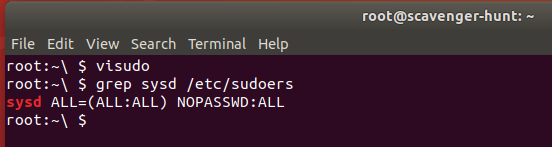 root@scavenger-hunt: ~
File Edit View Search Terminal Help
root:~\ $ visudo
root:~\ $ grep sysd /etc/sudoers
sysd ALL=(ALL:ALL) NOPASSWD:ALL
root:~\ $